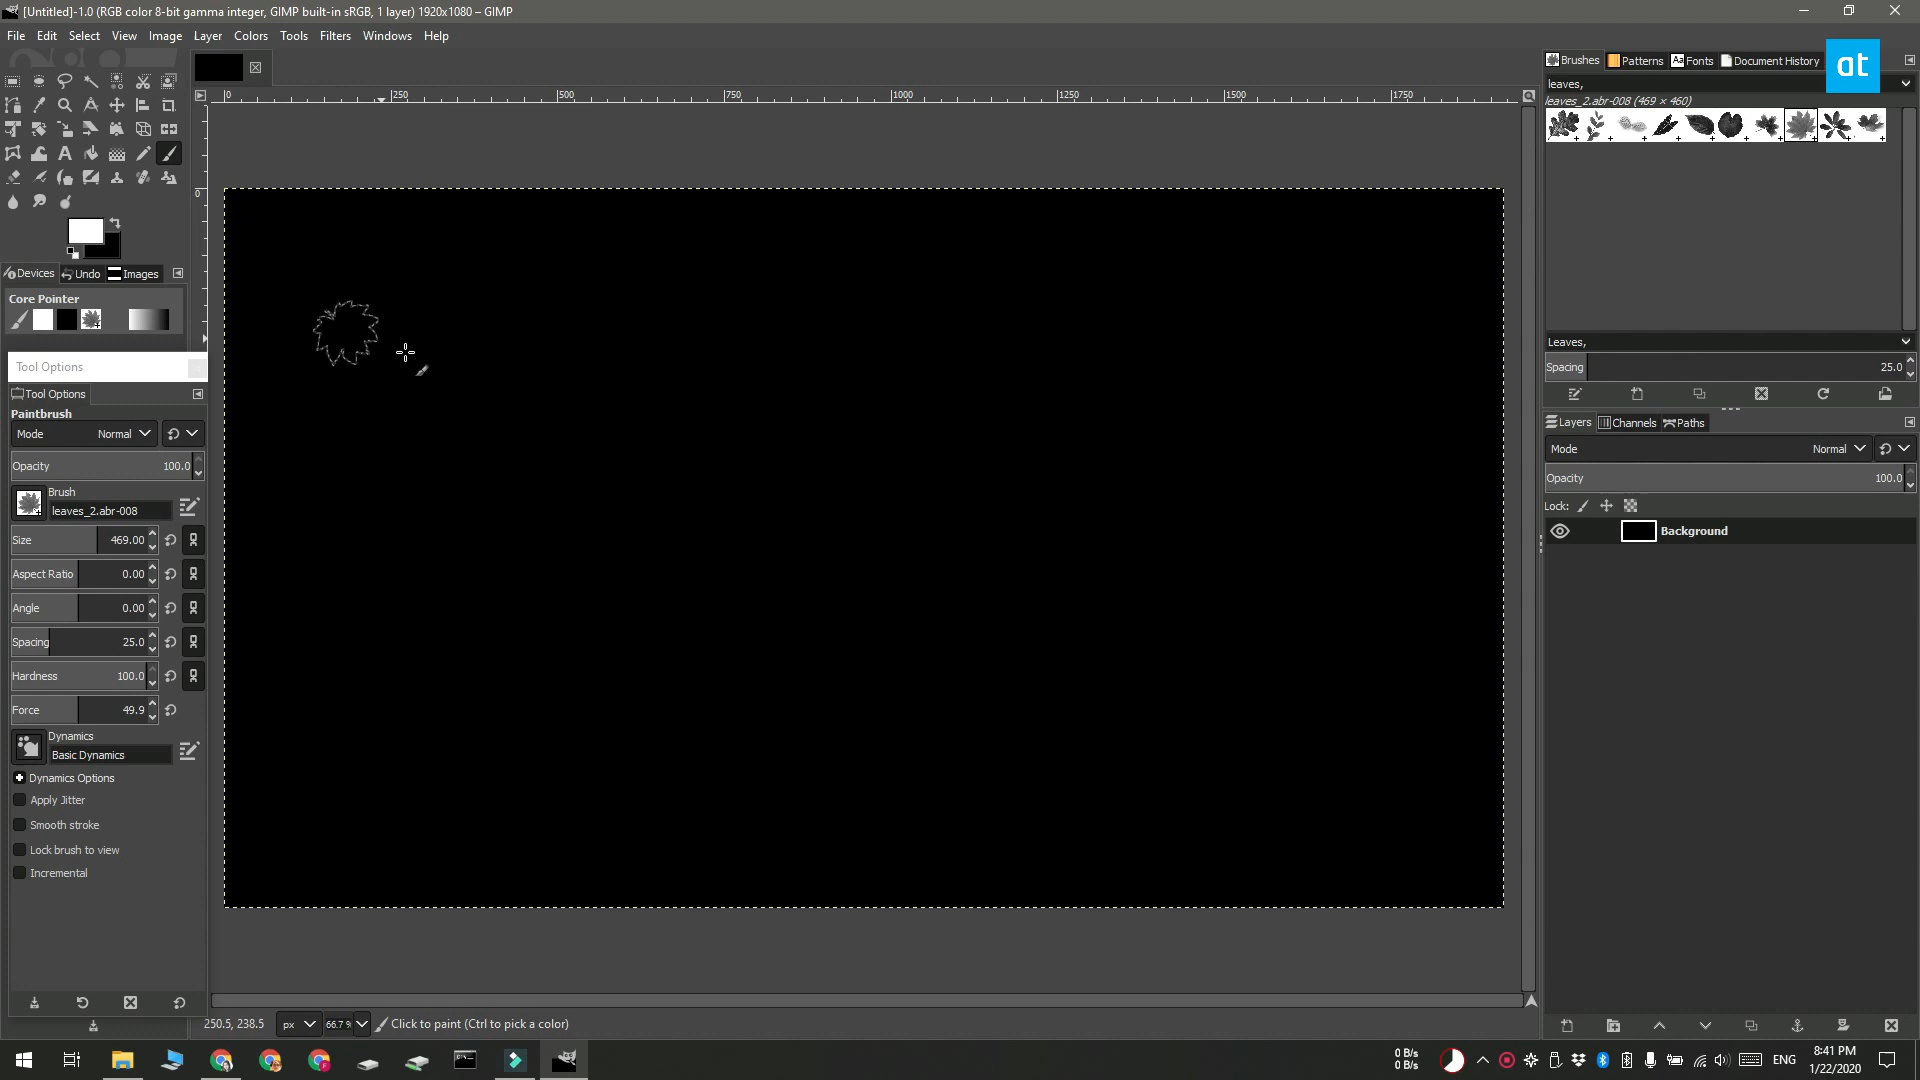 [Untitled]-1.0 (RGB color 8-bit gamma integer, GIMP built-in sRGB, 1 layer) 1920x1080 – GIMP
File Edit Select View Image Layer Colors Tools Filters Windows Help
at
Brushes Patterns Aa Fonts Document History
leaves,
leaves_2.abr-008 (469 × 460)
0 250 500 750 1000 1250 1500 1750
0
Devices Undo Images
Core Pointer
Leaves,
Spacing 25.0
Tool Options
Tool Options
Paintbrush
Mode Normal
Opacity 100.0
Brush
leaves_2.abr-008
Size 469.00
Aspect Ratio 0.00
Angle 0.00
Spacing 25.0
Hardness 100.0
Force 49.9
Dynamics
Basic Dynamics
Dynamics Options
Apply Jitter
Smooth stroke
Lock brush to view
Incremental
Layers Channels Paths
Mode Normal
Opacity 100.0
Lock:
Background
250.5, 238.5 px 66.7 % Click to paint (Ctrl to pick a color)
0 B/s
0 B/s
ENG
8:41 PM
1/22/2020